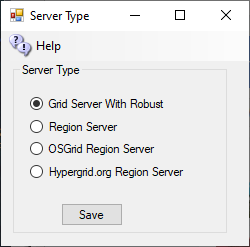 Server Type
Help
Server Type
Grid Server With Robust
Region Server
OSGrid Region Server
Hypergrid.org Region Server
Save